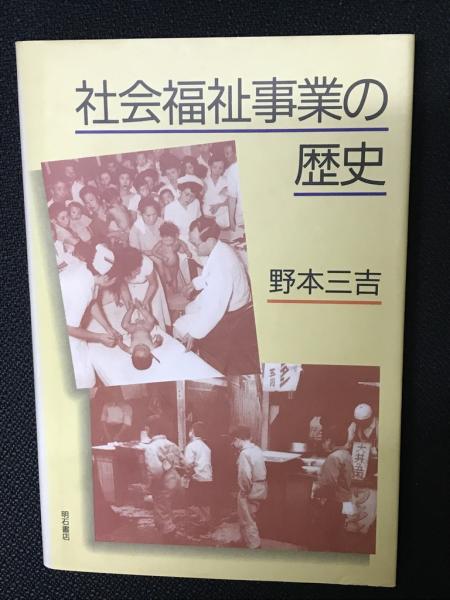 社会福祉事業の
歴史
野本三吉
明石書店